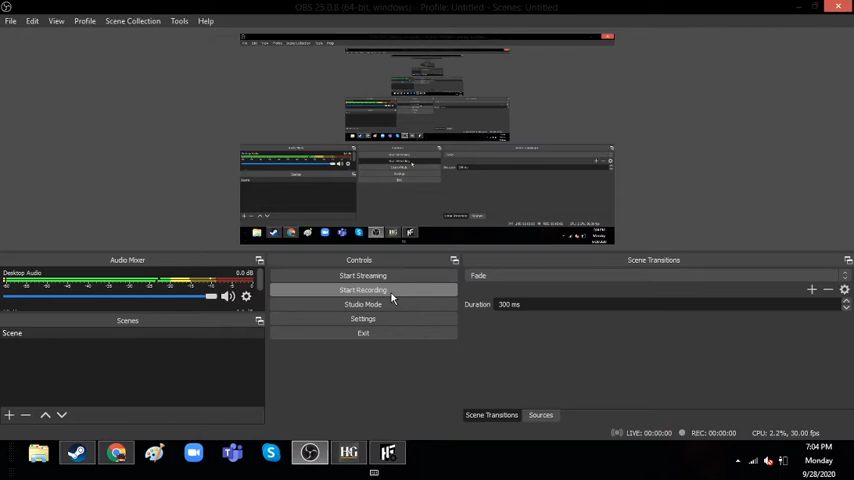 OBS 25.0.8 (64-bit, windows) - Profile: Untitled - Scenes: Untitled
File Edit View Profile Scene Collection Tools Help
Audio Mixer
Controls
Scene Transitions
Desktop Audio 0.0 dB
Start Streaming
Fade
Start Recording
Studio Mode
Duration 300 ms
Scenes
Settings
Scene
Exit
Scene Transitions Sources
LIVE: 00:00:00 REC: 00:00:00 CPU: 2.2%, 30.00 fps
HG
7:04 PM
Monday
9/28/2020